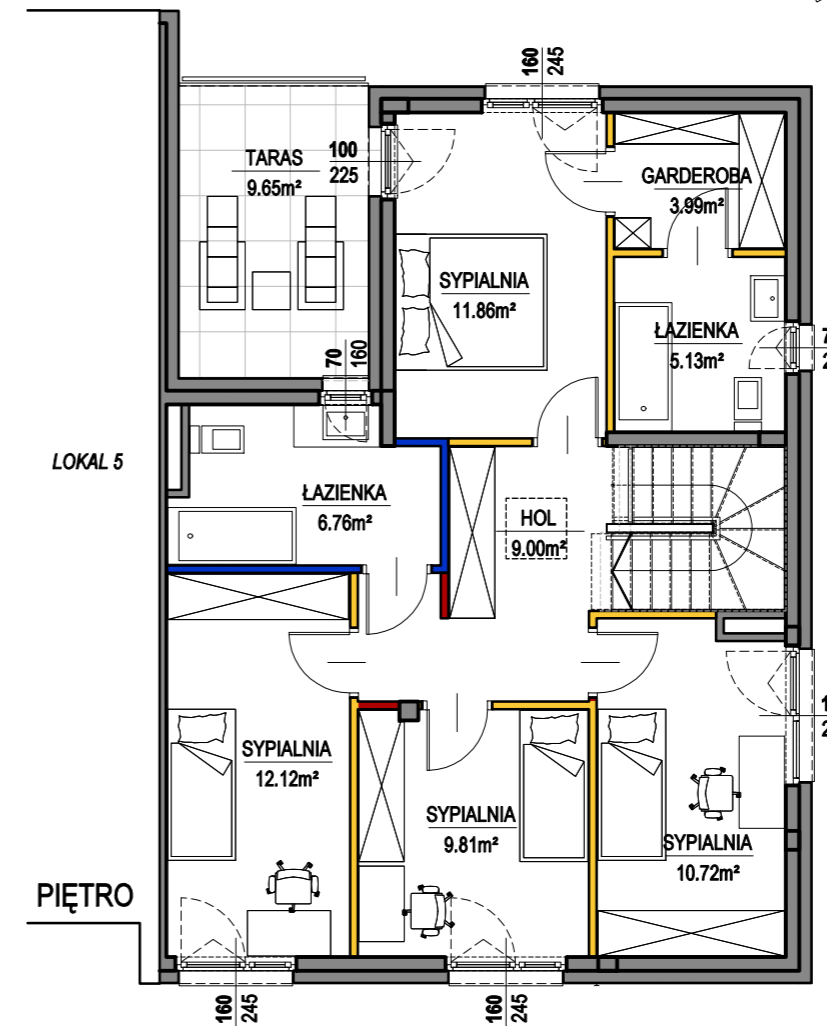 160
245
TARAS
9.65m²
100
225
GARDEROBA
3.99m²
SYPIALNIA
11.86m²
ŁAZIENKA
5.13m²
70
160
LOKAL 5
ŁAZIENKA
6.76m²
HOL
9.00m²
SYPIALNIA
12.12m²
SYPIALNIA
9.81m²
SYPIALNIA
10.72m²
PIĘTRO
160
245
160
245